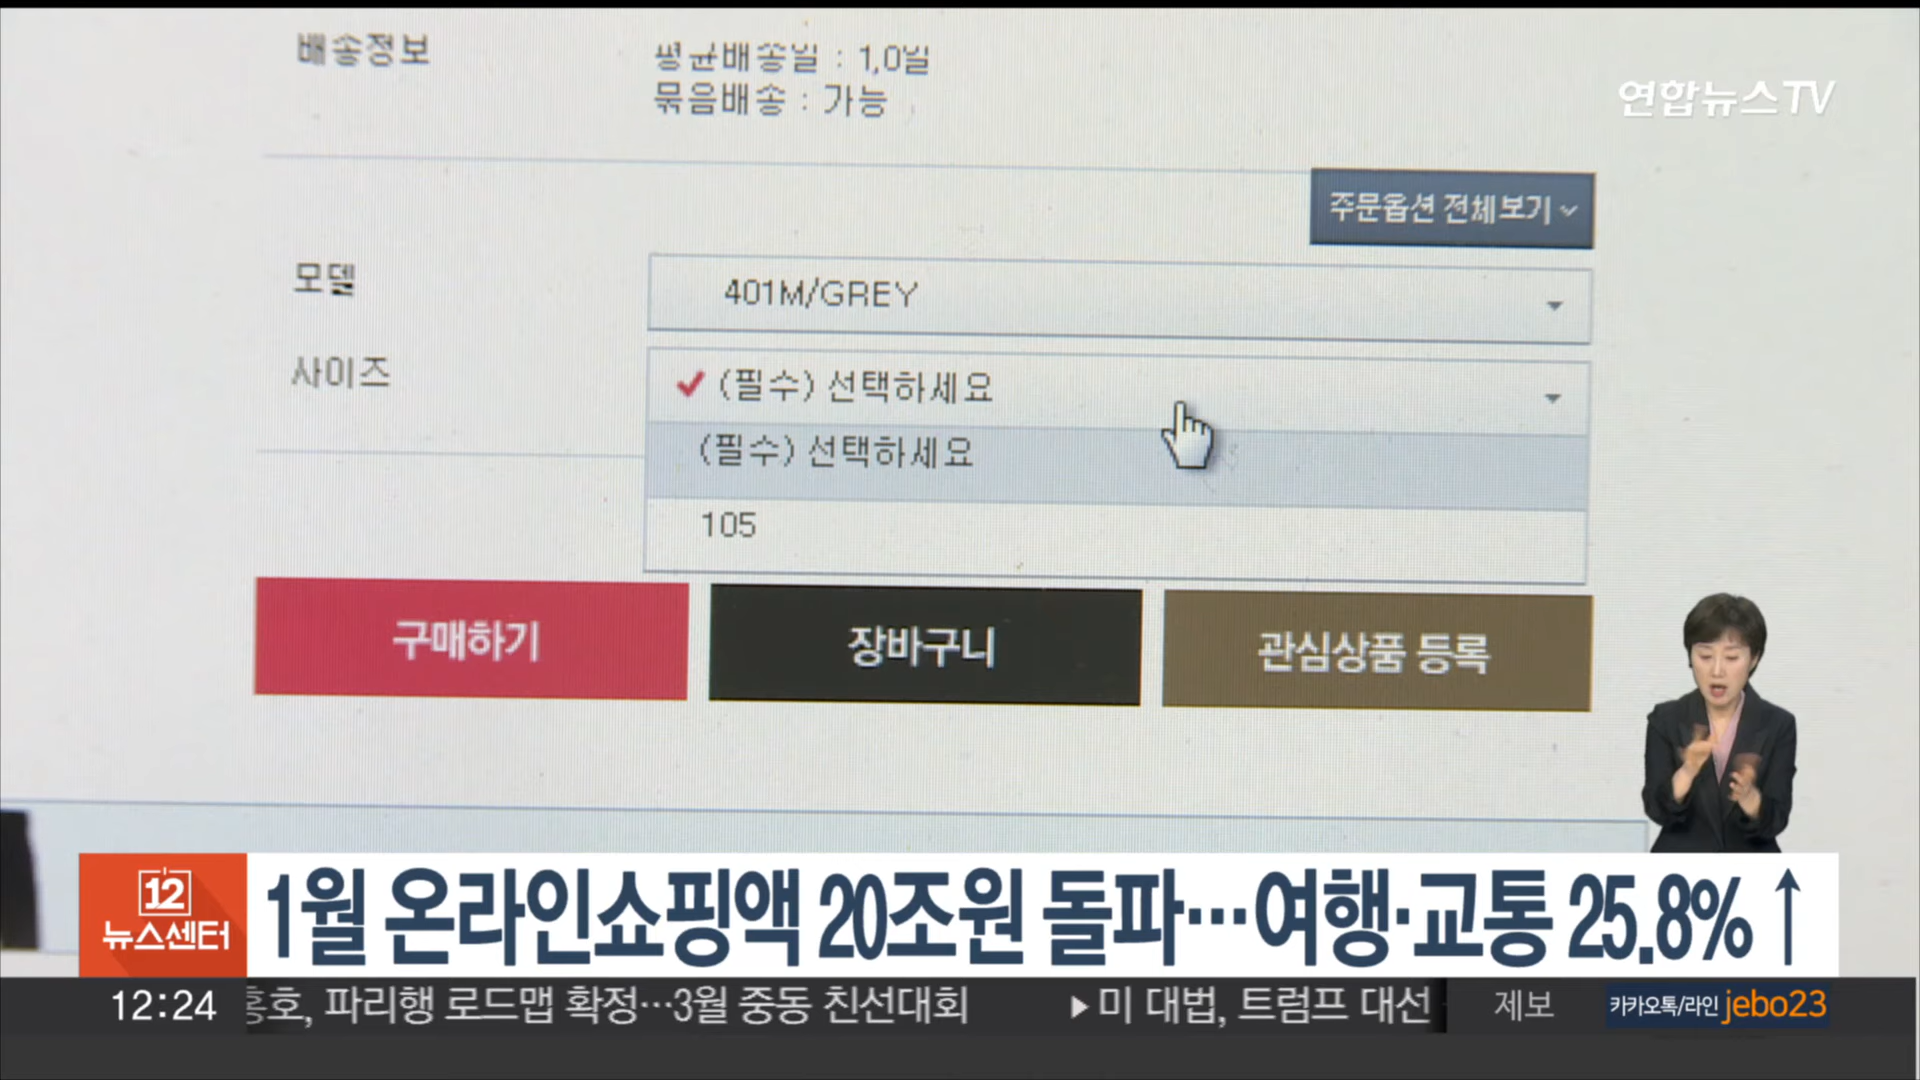 배송정보
평균배송일 : 1,0일
묶음배송 : 가능
연합뉴스TV
주문옵션 전체보기
모델
401M/GREY
사이즈
(필수) 선택하세요
(필수) 선택하세요
105
구매하기
장바구니
관심상품 등록
12
뉴스센터
1월 온라인쇼핑액 20조원 돌파…여행·교통 25.8%↑
12:24
홍호, 파리행 로드맵 확정…3월 중동 친선대회
▶미 대법, 트럼프 대선
제보
카카오톡/라인 jebo23